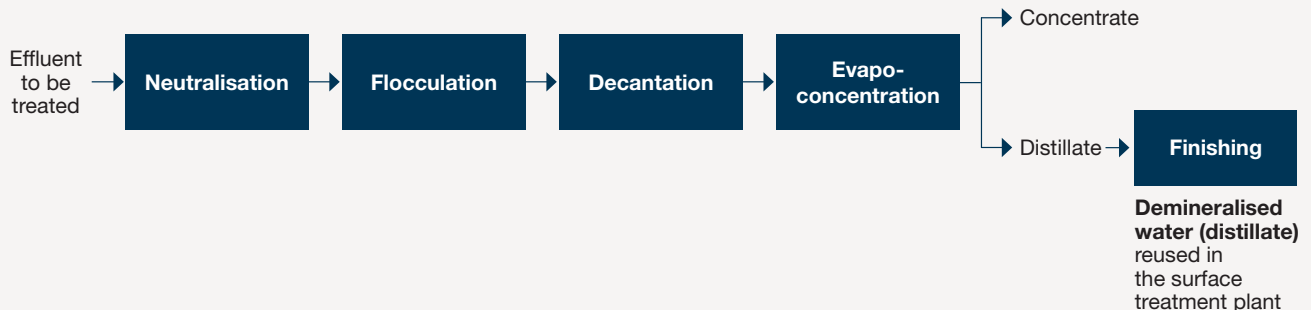 Effluent
to be
treated
Neutralisation
Flocculation
Decantation
Evapo-
concentration
Concentrate
Distillate
Finishing
Demineralised
water (distillate)
reused in
the surface
treatment plant